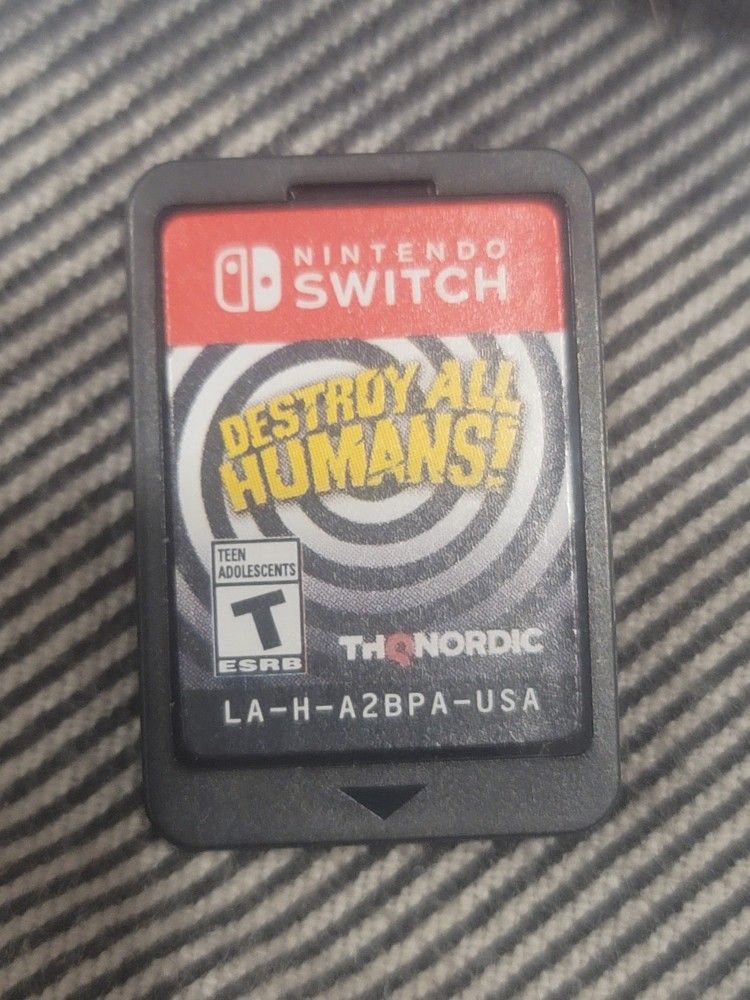 NINTENDO
SWITCH
DESTROY ALL
HUMANS!
TEEN
ADOLESCENTS
T
ESRB
THQNORDIC
LA-H-A2BPA-USA